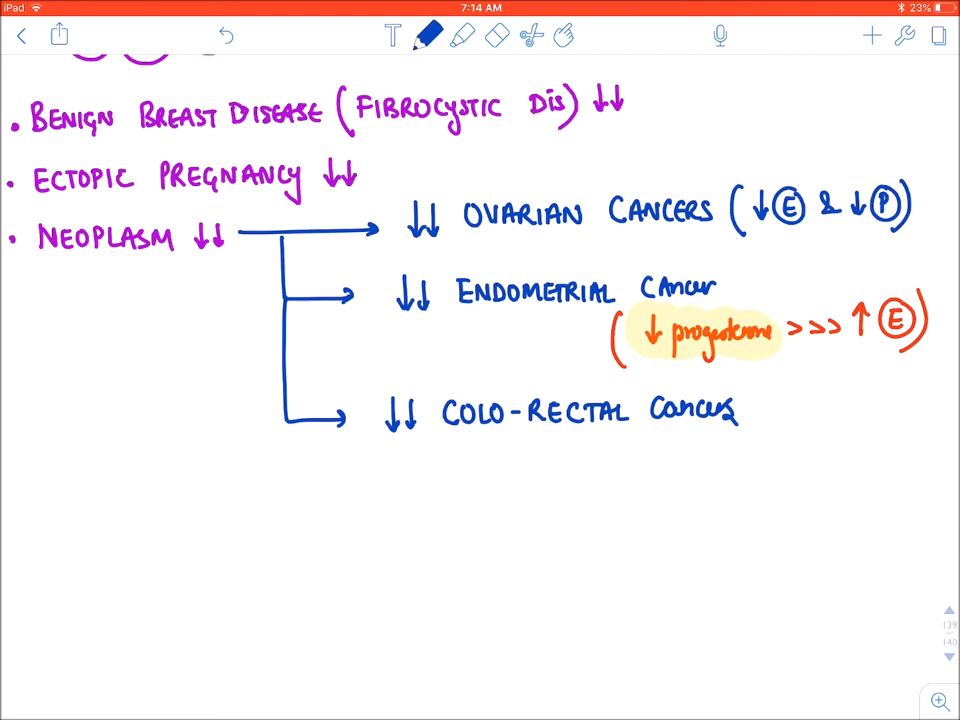 iPad 7:14 AM 23%
T
• BENIGN BREAST DISEASE (FIBROCYSTIC DIS) ↓↓
• ECTOPIC PREGNANCY ↓↓
• NEOPLASM ↓↓
↓↓ OVARIAN CANCERS (↓ E & ↓ P)
↓↓ ENDOMETRIAL CANcer
(↓ progesterone >>> ↑ E)
↓↓ COLO-RECTAL Cancers
139
140